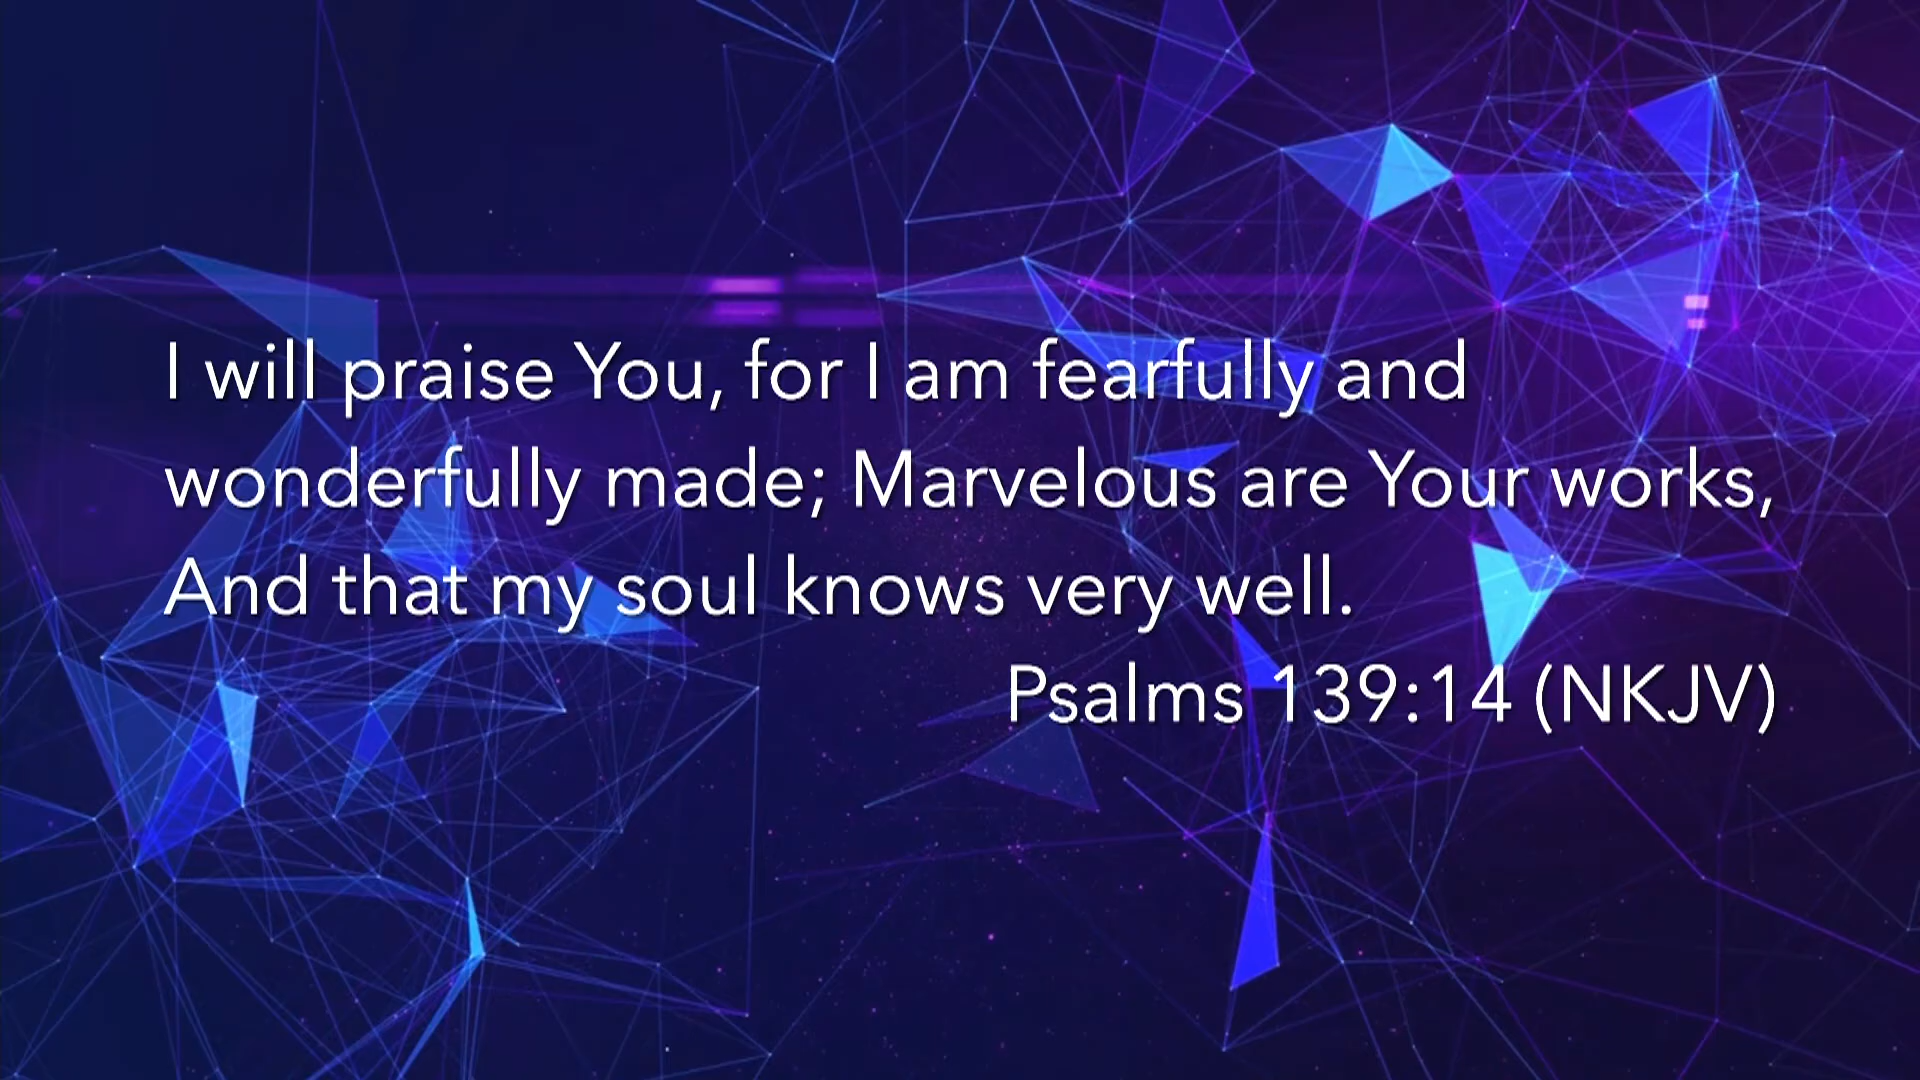 I will praise You, for I am fearfully and
wonderfully made; Marvelous are Your works,
And that my soul knows very well.
Psalms 139:14 (NKJV)